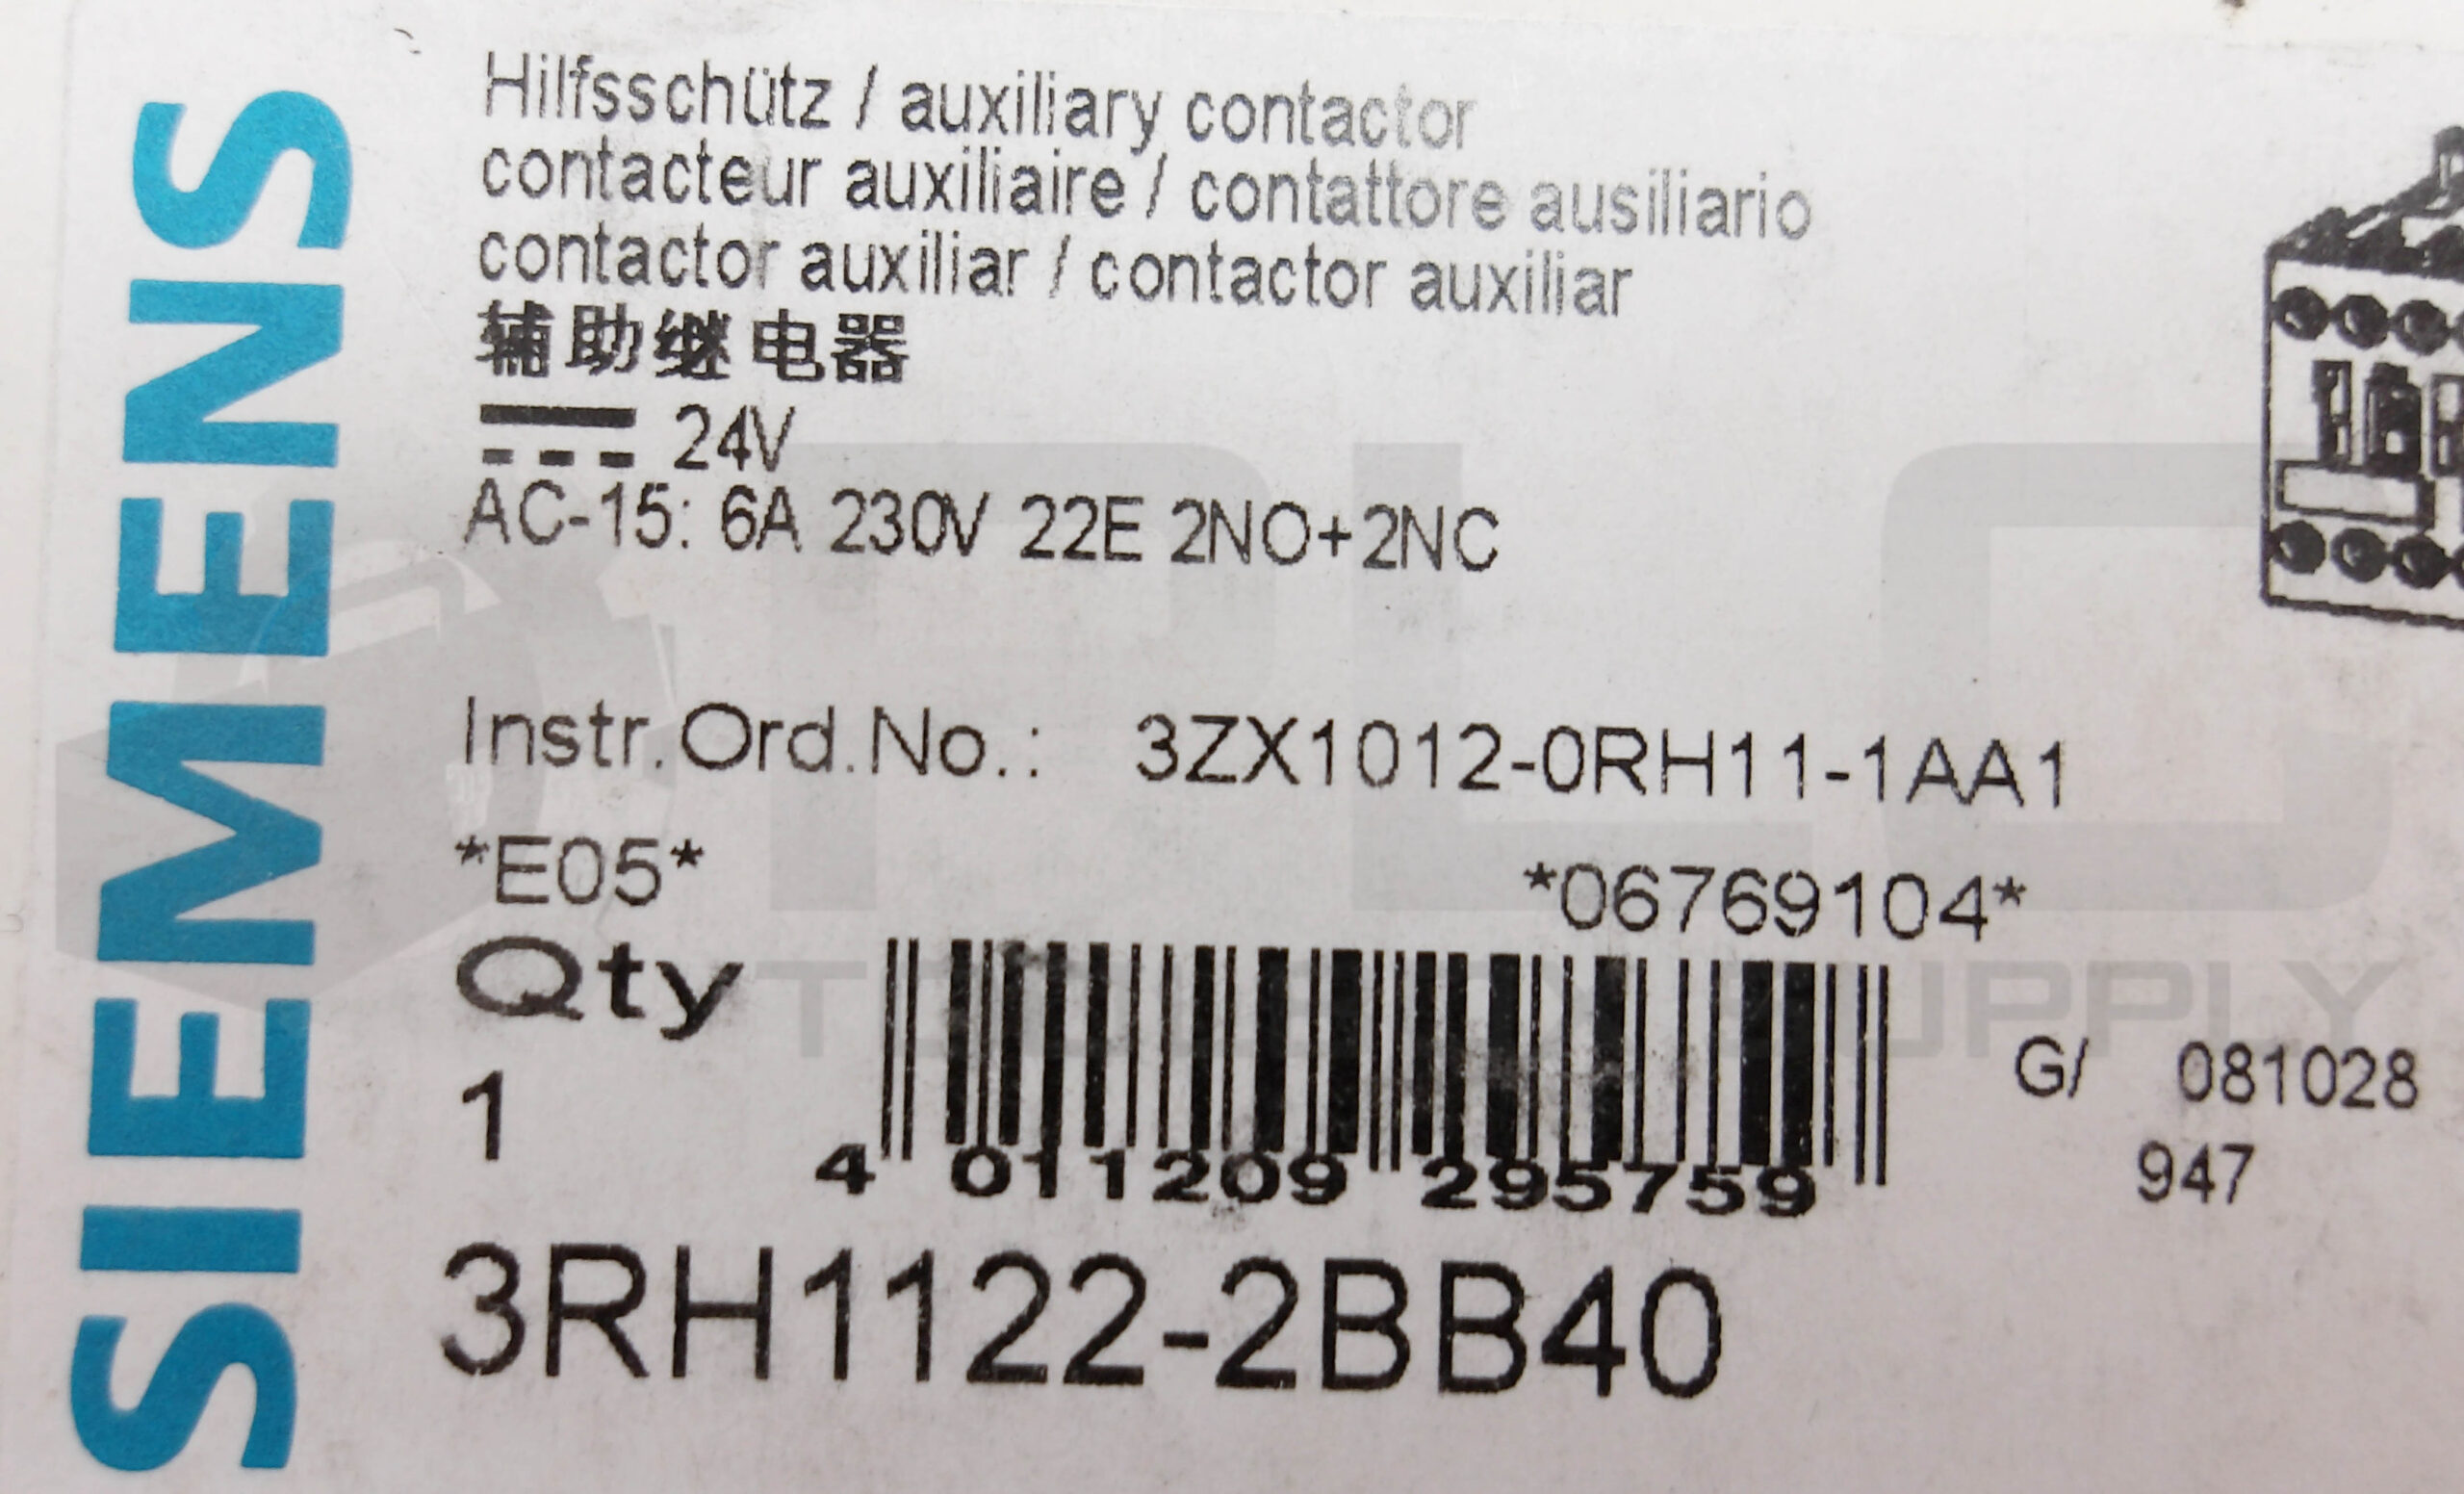 SIEMENS
Hilfsschütz / auxiliary contactor
contacteur auxiliaire / contattore ausiliario
contactor auxiliar / contactor auxiliar
辅助继电器
24V
AC-15: 6A 230V 22E 2NO+2NC
Instr.Ord.No.: 3ZX1012-0RH11-1AA1
*E05* *06769104*
Qty
1
4 011209 295759
G/ 081028
947
3RH1122-2BB40
PLC
SUPPLY